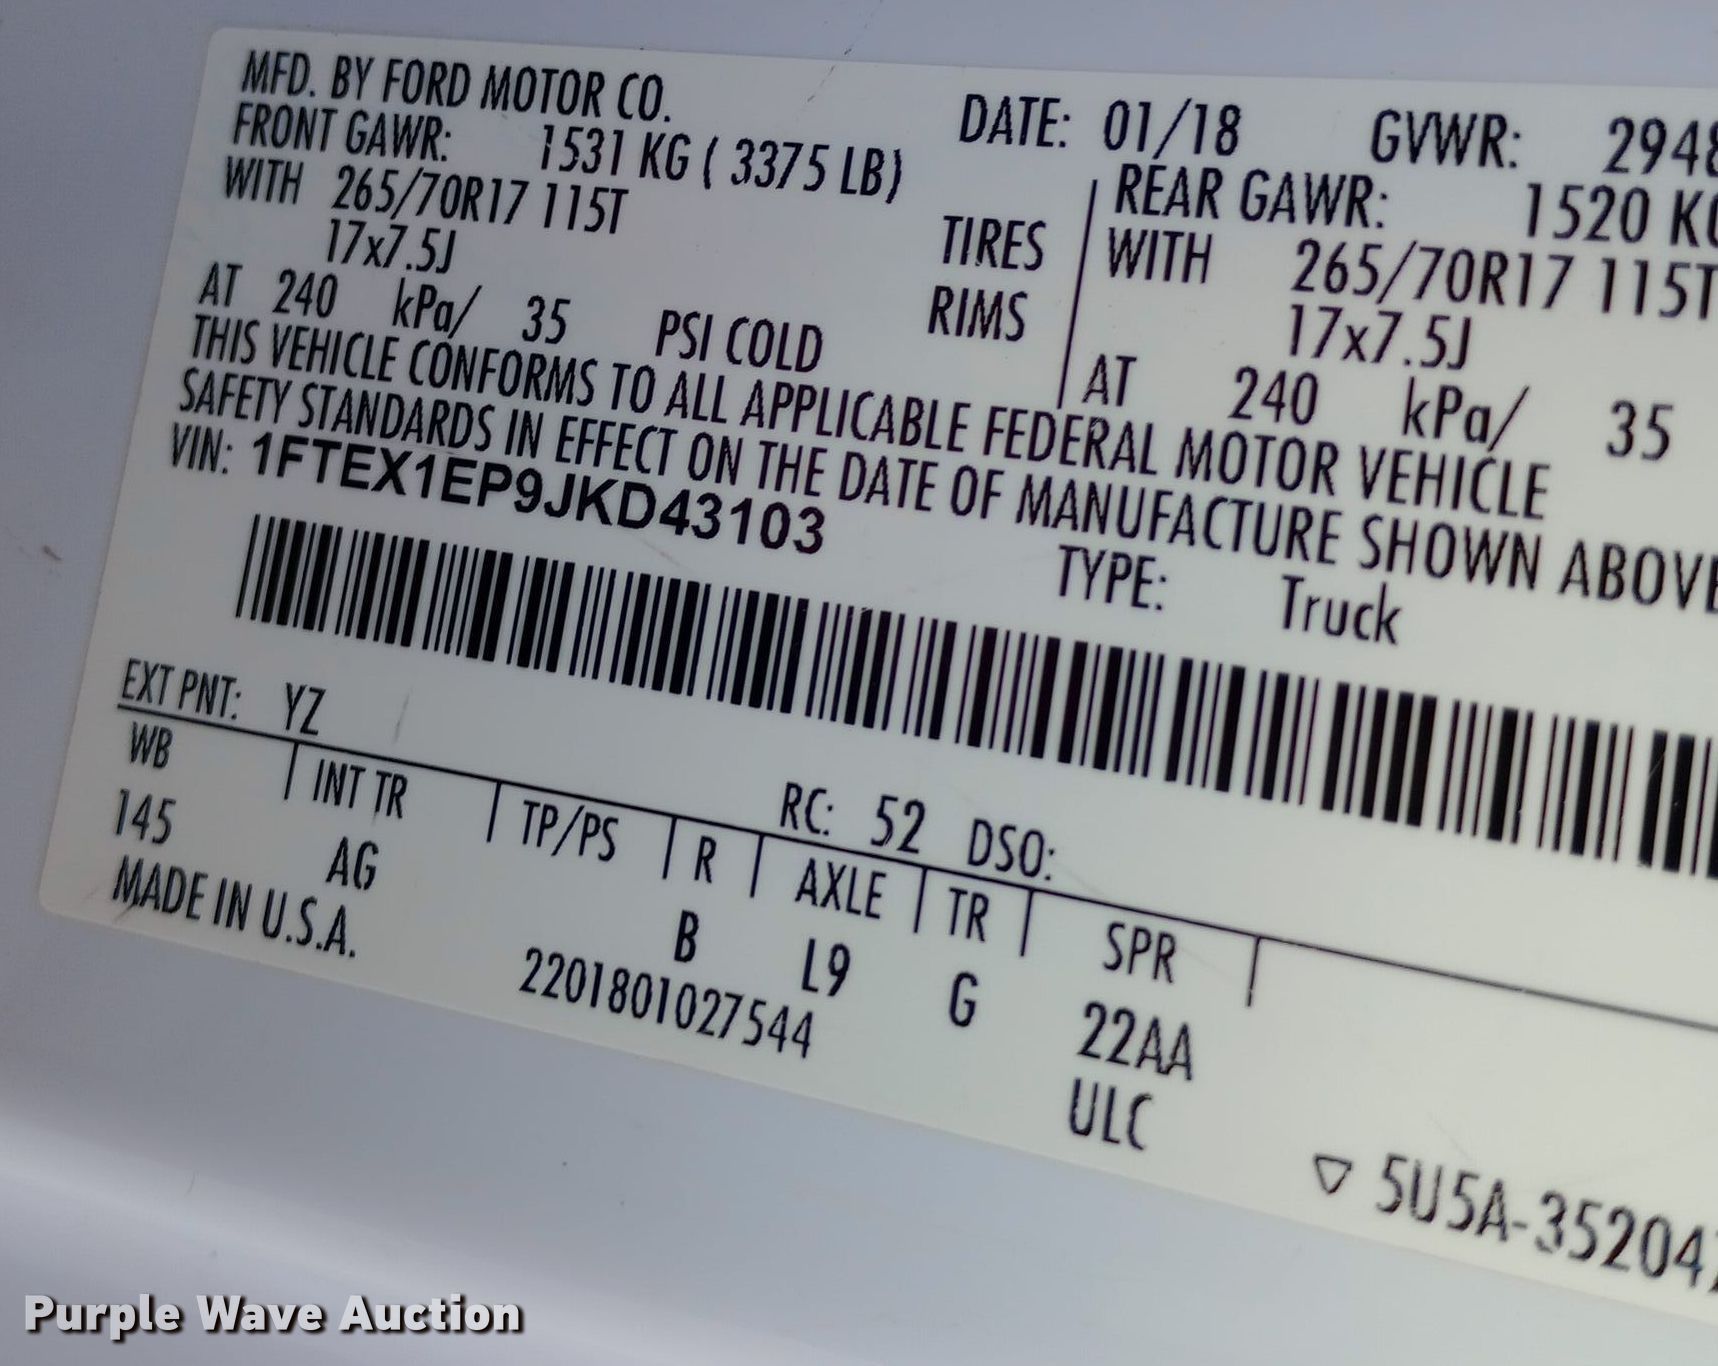 MFD. BY FORD MOTOR CO.
DATE: 01/18 GVWR: 2948
FRONT GAWR: 1531 KG ( 3375 LB)
REAR GAWR: 1520 KG
WITH 265/70R17 115T TIRES
WITH 265/70R17 115T
17x7.5J RIMS
17x7.5J
AT 240 kPa/ 35 PSI COLD
AT 240 kPa/ 35
THIS VEHICLE CONFORMS TO ALL APPLICABLE FEDERAL MOTOR VEHICLE
SAFETY STANDARDS IN EFFECT ON THE DATE OF MANUFACTURE SHOWN ABOVE
VIN: 1FTEX1EP9JKD43103
TYPE: Truck
EXT PNT: YZ RC: 52 DSO:
WB INT TR TP/PS R AXLE TR SPR
145 AG B L9 G 22AA
MADE IN U.S.A. 2201801027544 ULC
▽ 5U5A-35204
Purple Wave Auction